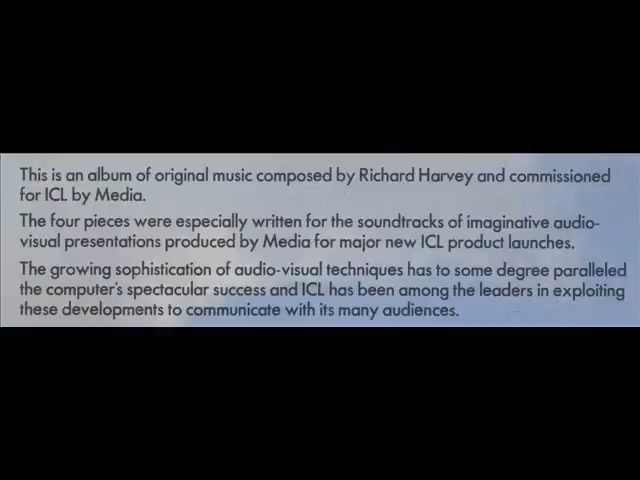 This is an album of original music composed by Richard Harvey and commissioned
for ICL by Media.
The four pieces were especially written for the soundtracks of imaginative audio-
visual presentations produced by Media for major new ICL product launches.
The growing sophistication of audio-visual techniques has to some degree paralleled
the computer's spectacular success and ICL has been among the leaders in exploiting
these developments to communicate with its many audiences.